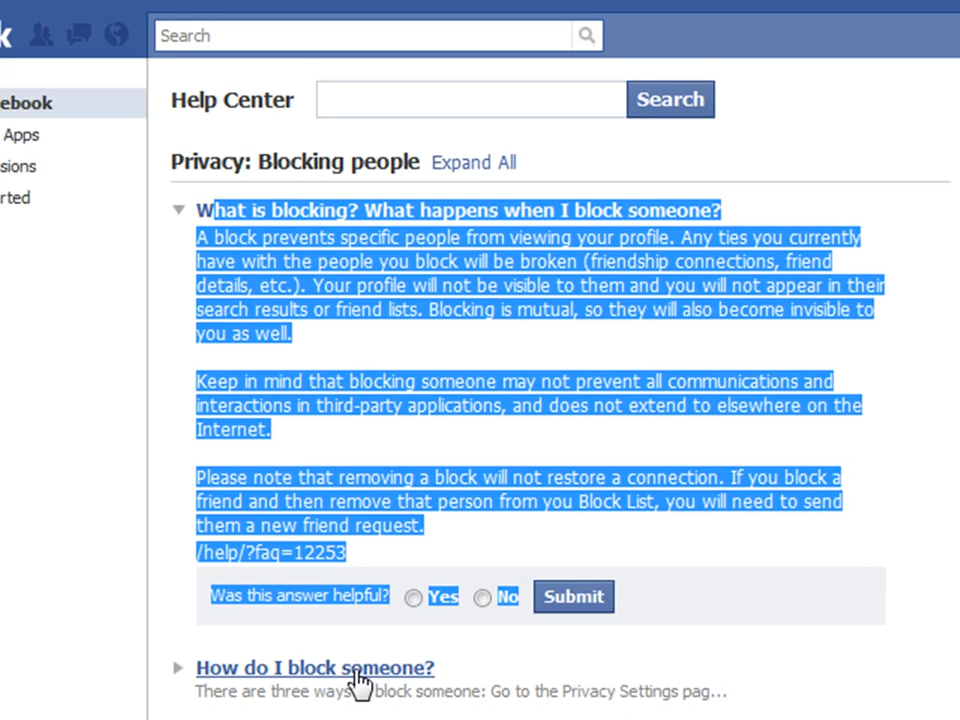 k
Search
ebook
Apps
sions
rted
Help Center
Search
Privacy: Blocking people Expand All
What is blocking? What happens when I block someone?
A block prevents specific people from viewing your profile. Any ties you currently
have with the people you block will be broken (friendship connections, friend
details, etc.). Your profile will not be visible to them and you will not appear in their
search results or friend lists. Blocking is mutual, so they will also become invisible to
you as well.
Keep in mind that blocking someone may not prevent all communications and
interactions in third-party applications, and does not extend to elsewhere on the
Internet.
Please note that removing a block will not restore a connection. If you block a
friend and then remove that person from you Block List, you will need to send
them a new friend request.
/help/?faq=12253
Was this answer helpful? Yes No Submit
How do I block someone?
There are three ways block someone: Go to the Privacy Settings pag...